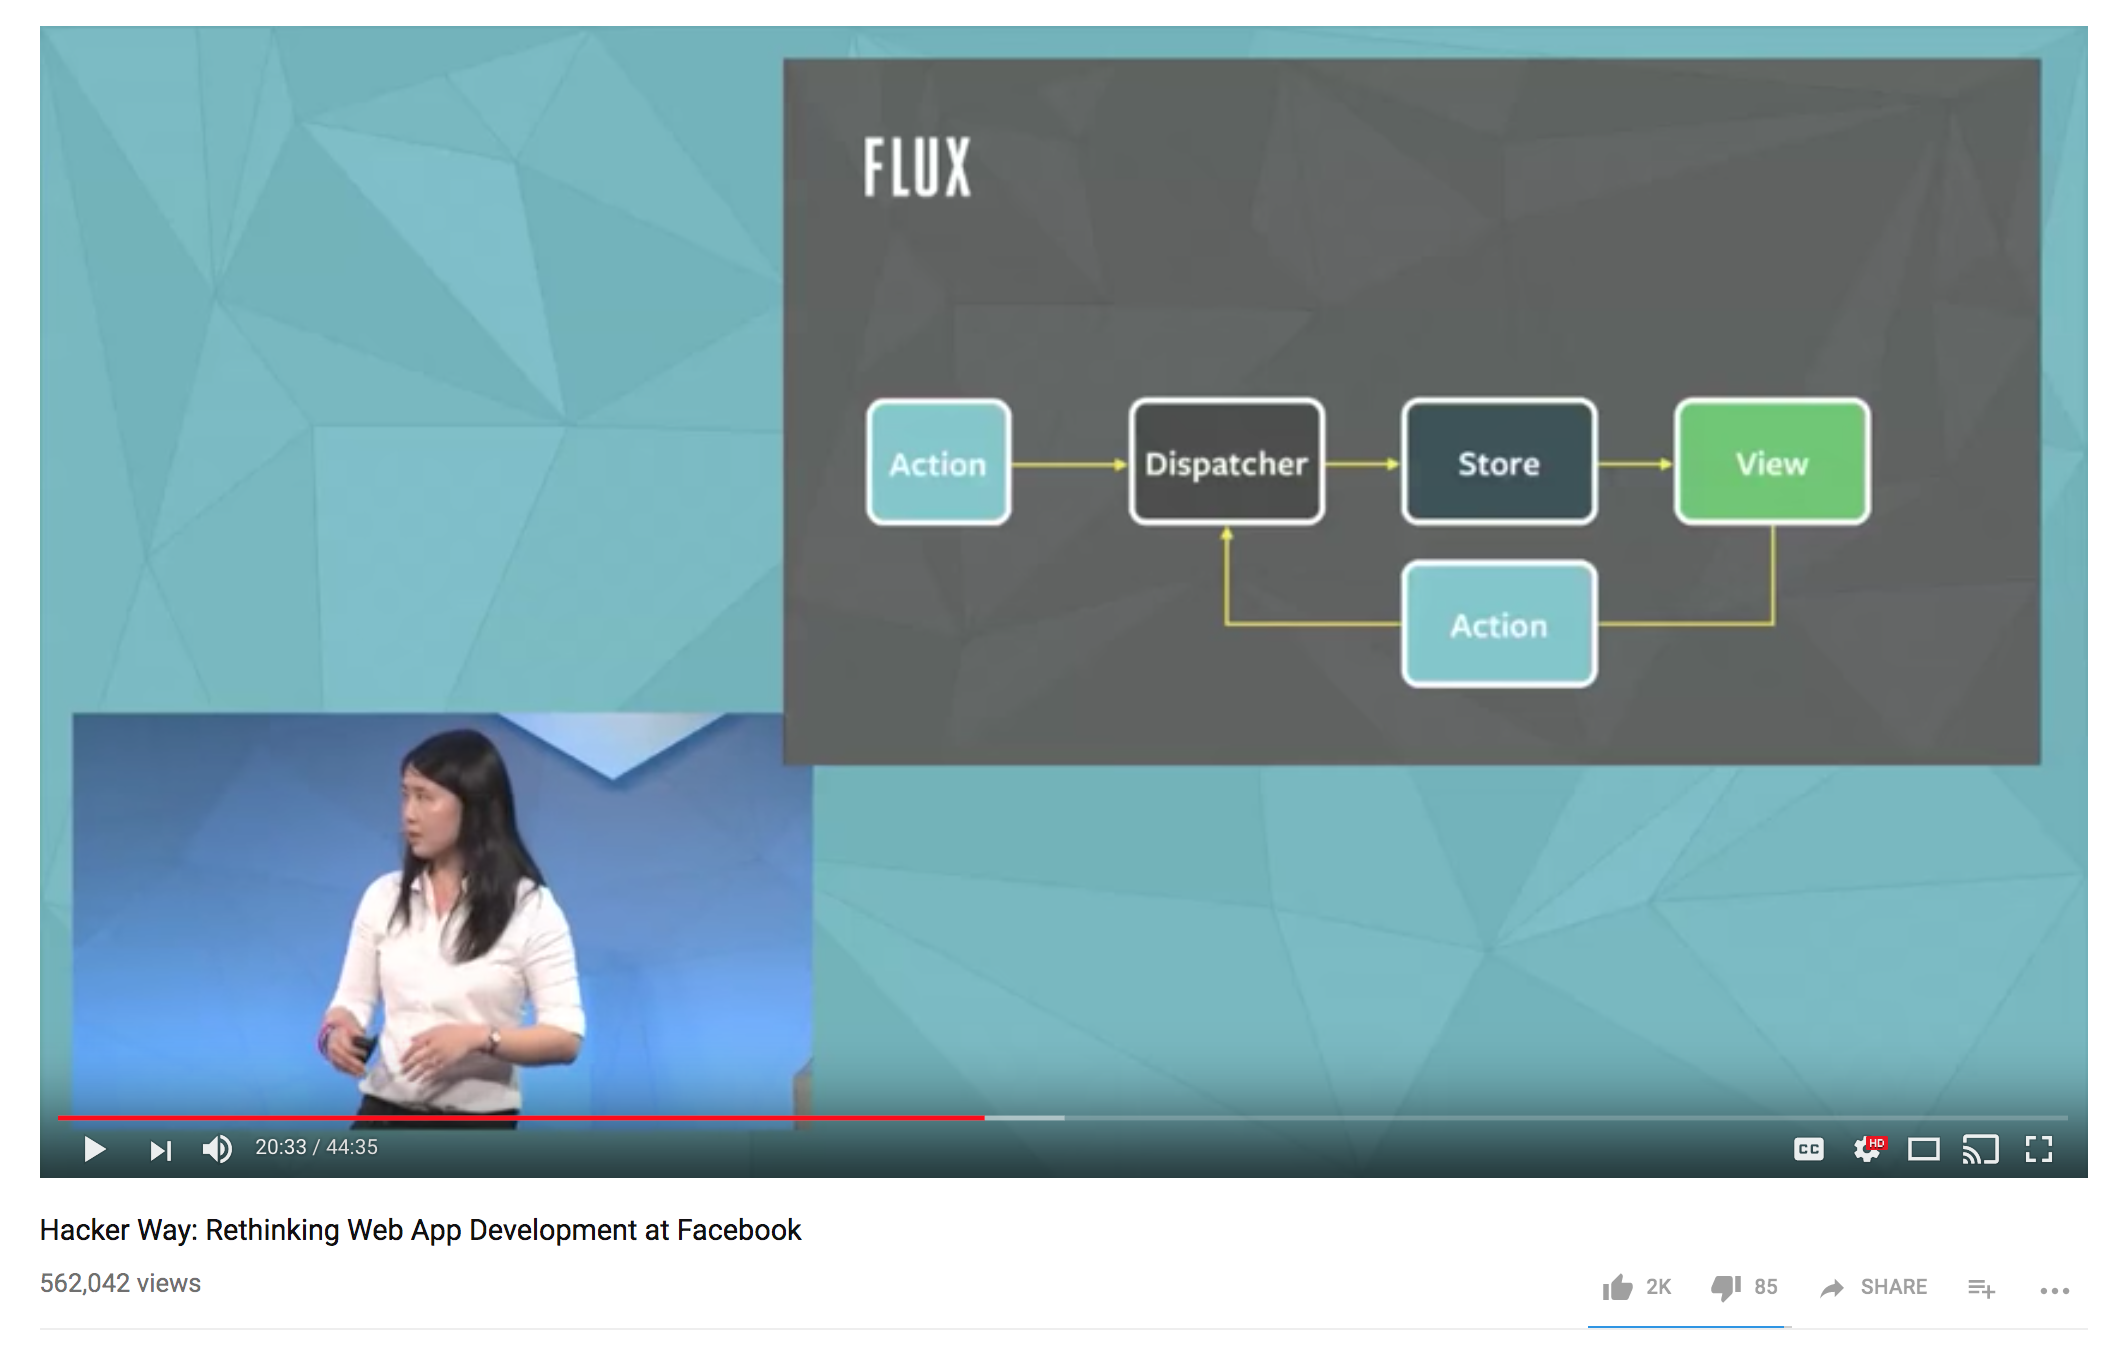 FLUX
Action
Dispatcher
Store
View
Action
20:33 / 44:35
CC
HD
Hacker Way: Rethinking Web App Development at Facebook
562,042 views
2K
85
SHARE